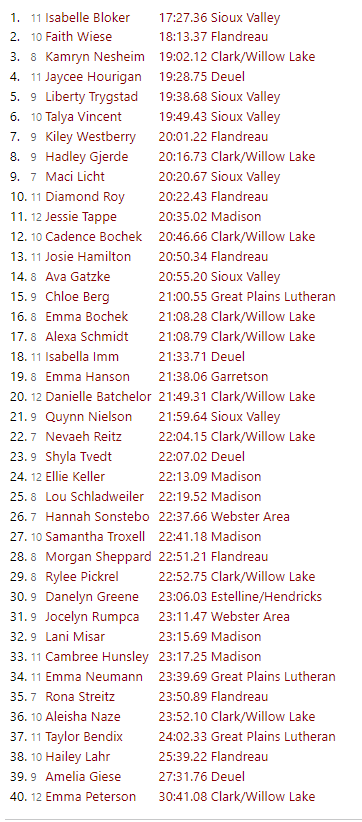 1. 11 Isabelle Bloker 17:27.36 Sioux Valley
2. 10 Faith Wiese 18:13.37 Flandreau
3. 8 Kamryn Nesheim 19:02.12 Clark/Willow Lake
4. 11 Jaycee Hourigan 19:28.75 Deuel
5. 9 Liberty Trygstad 19:38.68 Sioux Valley
6. 10 Talya Vincent 19:49.43 Sioux Valley
7. 9 Kiley Westberry 20:01.22 Flandreau
8. 9 Hadley Gjerde 20:16.73 Clark/Willow Lake
9. 7 Maci Licht 20:20.67 Sioux Valley
10. 11 Diamond Roy 20:22.43 Flandreau
11. 12 Jessie Tappe 20:35.02 Madison
12. 10 Cadence Bochek 20:46.66 Clark/Willow Lake
13. 11 Josie Hamilton 20:50.34 Flandreau
14. 8 Ava Gatzke 20:55.20 Sioux Valley
15. 9 Chloe Berg 21:00.55 Great Plains Lutheran
16. 8 Emma Bochek 21:08.28 Clark/Willow Lake
17. 8 Alexa Schmidt 21:08.79 Clark/Willow Lake
18. 11 Isabella Imm 21:33.71 Deuel
19. 8 Emma Hanson 21:38.06 Garretson
20. 12 Danielle Batchelor 21:49.31 Clark/Willow Lake
21. 9 Quynn Nielson 21:59.64 Sioux Valley
22. 7 Nevaeh Reitz 22:04.15 Clark/Willow Lake
23. 9 Shyla Tvedt 22:07.02 Deuel
24. 12 Ellie Keller 22:13.09 Madison
25. 8 Lou Schladweiler 22:19.52 Madison
26. 7 Hannah Sonstebo 22:37.66 Webster Area
27. 10 Samantha Troxell 22:41.18 Madison
28. 8 Morgan Sheppard 22:51.21 Flandreau
29. 8 Rylee Pickrel 22:52.75 Clark/Willow Lake
30. 9 Danelyn Greene 23:06.03 Estelline/Hendricks
31. 9 Jocelyn Rumpca 23:11.47 Webster Area
32. 9 Lani Misar 23:15.69 Madison
33. 11 Cambree Hunsley 23:17.25 Madison
34. 11 Emma Neumann 23:39.69 Great Plains Lutheran
35. 7 Rona Streitz 23:50.89 Flandreau
36. 10 Aleisha Naze 23:52.10 Clark/Willow Lake
37. 11 Taylor Bendix 24:02.33 Great Plains Lutheran
38. 10 Hailey Lahr 25:39.22 Flandreau
39. 9 Amelia Giese 27:31.76 Deuel
40. 12 Emma Peterson 30:41.08 Clark/Willow Lake